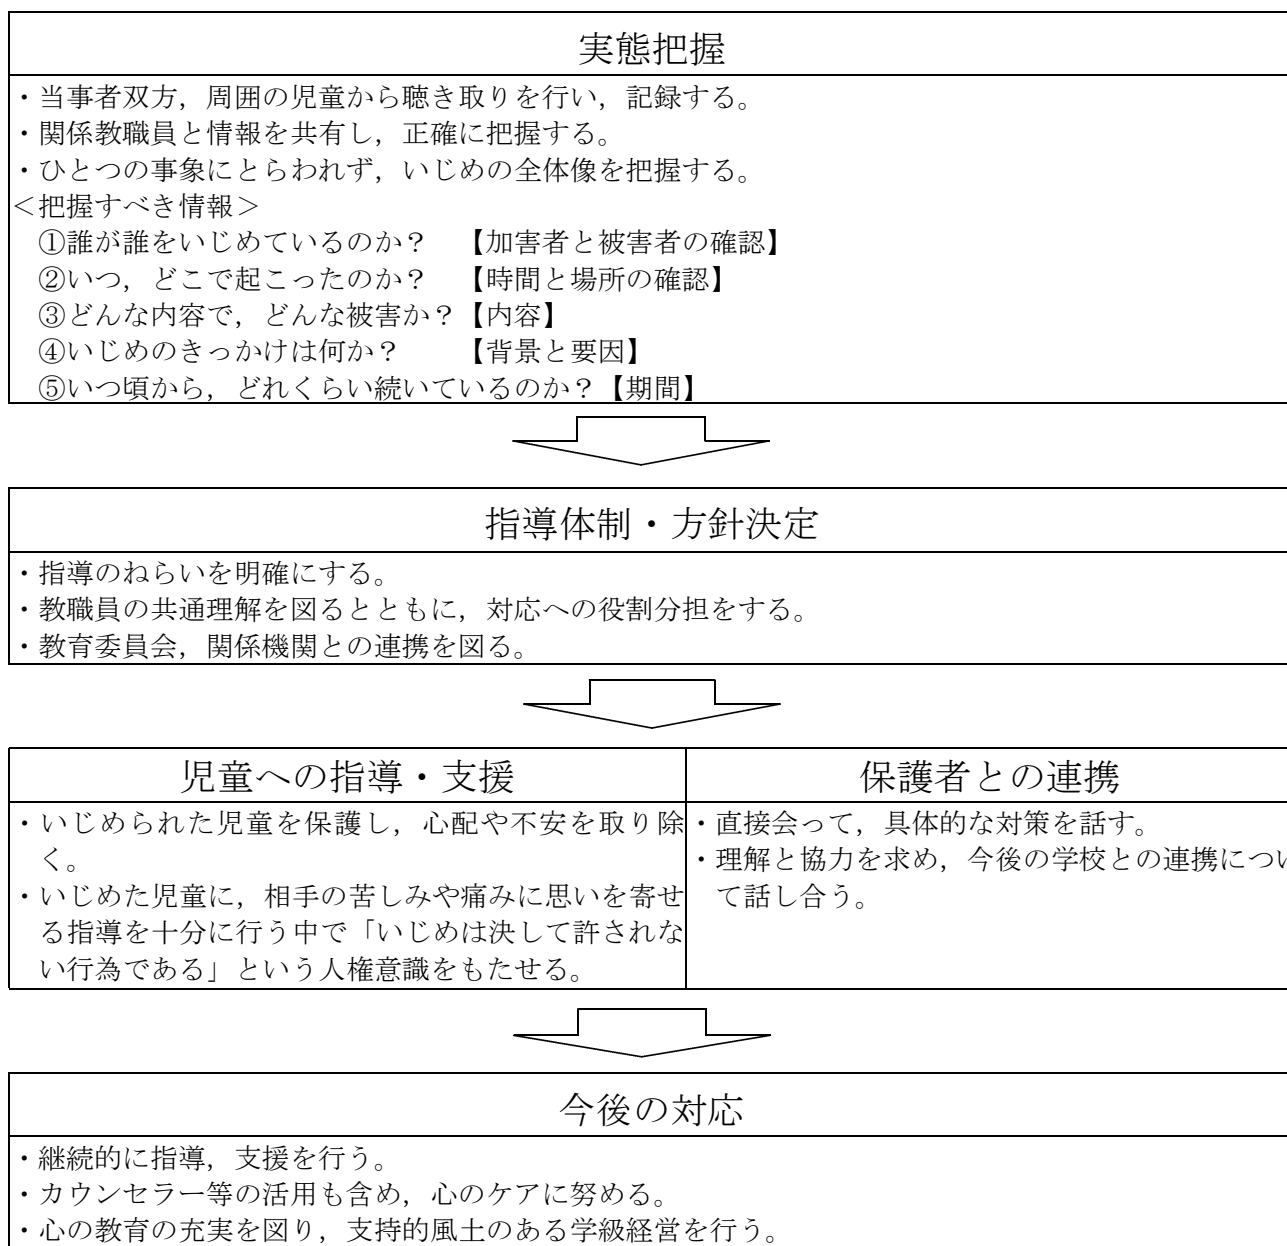 実態把握
・当事者双方，周囲の児童から聴き取りを行い，記録する。
・関係教職員と情報を共有し，正確に把握する。
・ひとつの事象にとらわれず，いじめの全体像を把握する。
＜把握すべき情報＞
①誰が誰をいじめているのか？　【加害者と被害者の確認】
②いつ，どこで起こったのか？　【時間と場所の確認】
③どんな内容で，どんな被害か？【内容】
④いじめのきっかけは何か？　　【背景と要因】
⑤いつ頃から，どれくらい続いているのか？【期間】
指導体制・方針決定
・指導のねらいを明確にする。
・教職員の共通理解を図るとともに，対応への役割分担をする。
・教育委員会，関係機関との連携を図る。
児童への指導・支援
・いじめられた児童を保護し，心配や不安を取り除
く。
・いじめた児童に，相手の苦しみや痛みに思いを寄せ
る指導を十分に行う中で「いじめは決して許されな
い行為である」という人権意識をもたせる。
保護者との連携
・直接会って，具体的な対策を話す。
・理解と協力を求め，今後の学校との連携につい
て話し合う。
今後の対応
・継続的に指導，支援を行う。
・カウンセラー等の活用も含め，心のケアに努める。
・心の教育の充実を図り，支持的風土のある学級経営を行う。